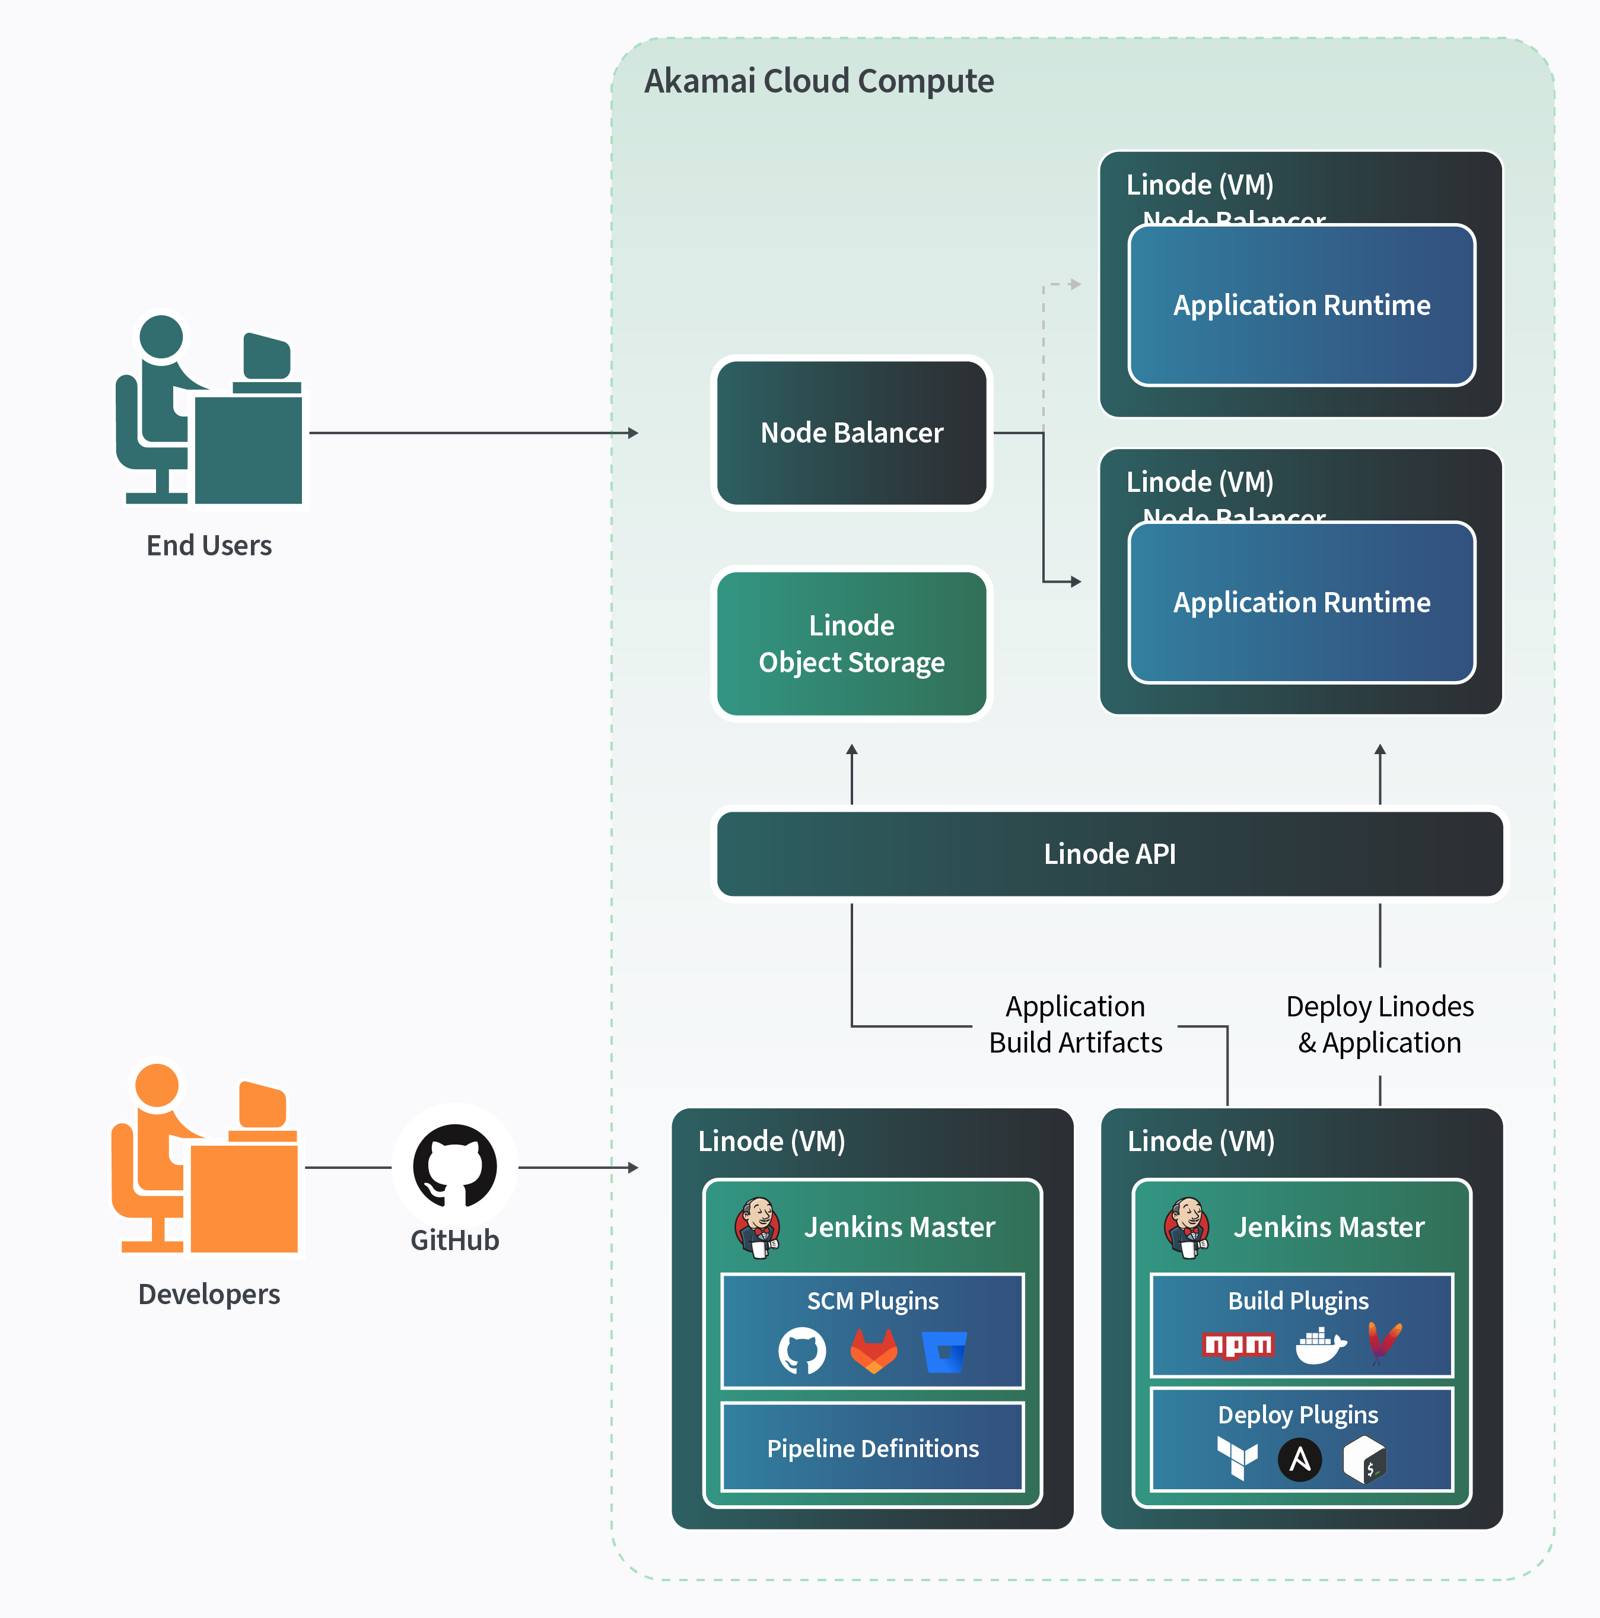 Akamai Cloud Compute
Linode (VM)
Node Balancer
Application Runtime
Node Balancer
Linode (VM)
Node Balancer
Application Runtime
End Users
Linode
Object Storage
Linode API
Application
Build Artifacts
Deploy Linodes
& Application
Developers
GitHub
Linode (VM)
Jenkins Master
SCM Plugins
Pipeline Definitions
Linode (VM)
Jenkins Master
Build Plugins
npm
Deploy Plugins
$_